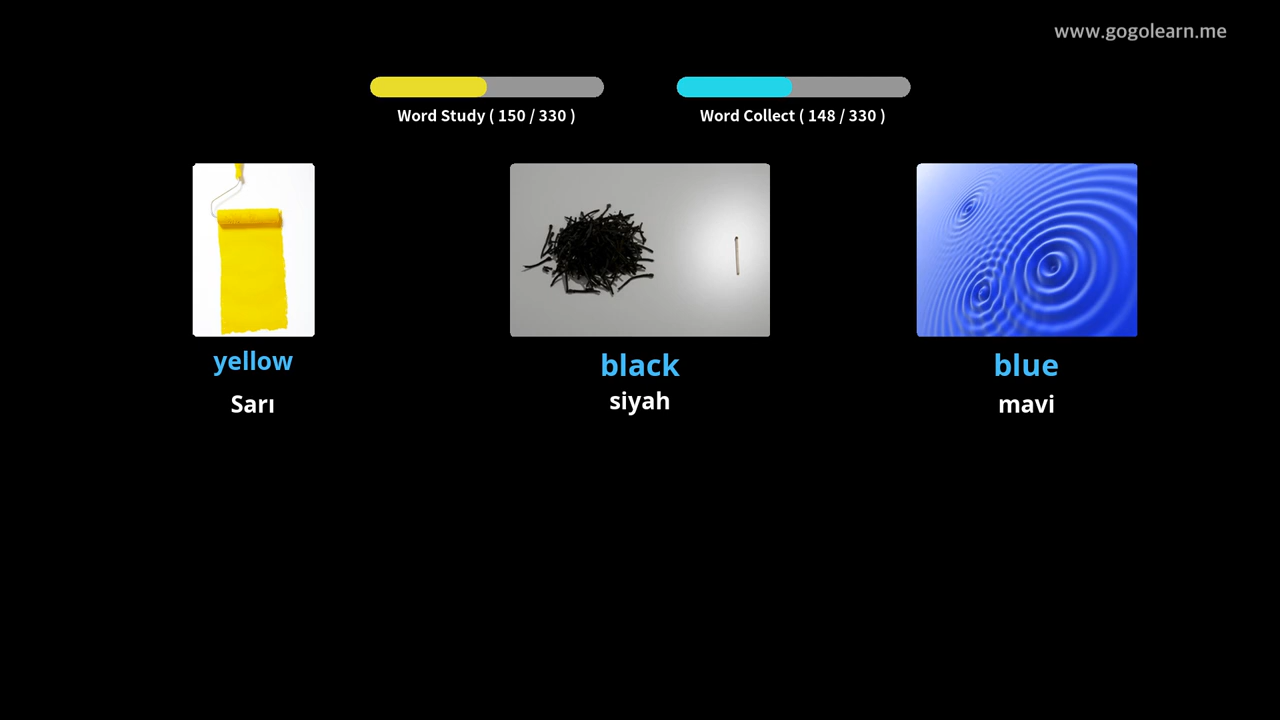 www.gogolearn.me
Word Study ( 150 / 330 )
Word Collect ( 148 / 330 )
yellow
Sarı
black
siyah
blue
mavi